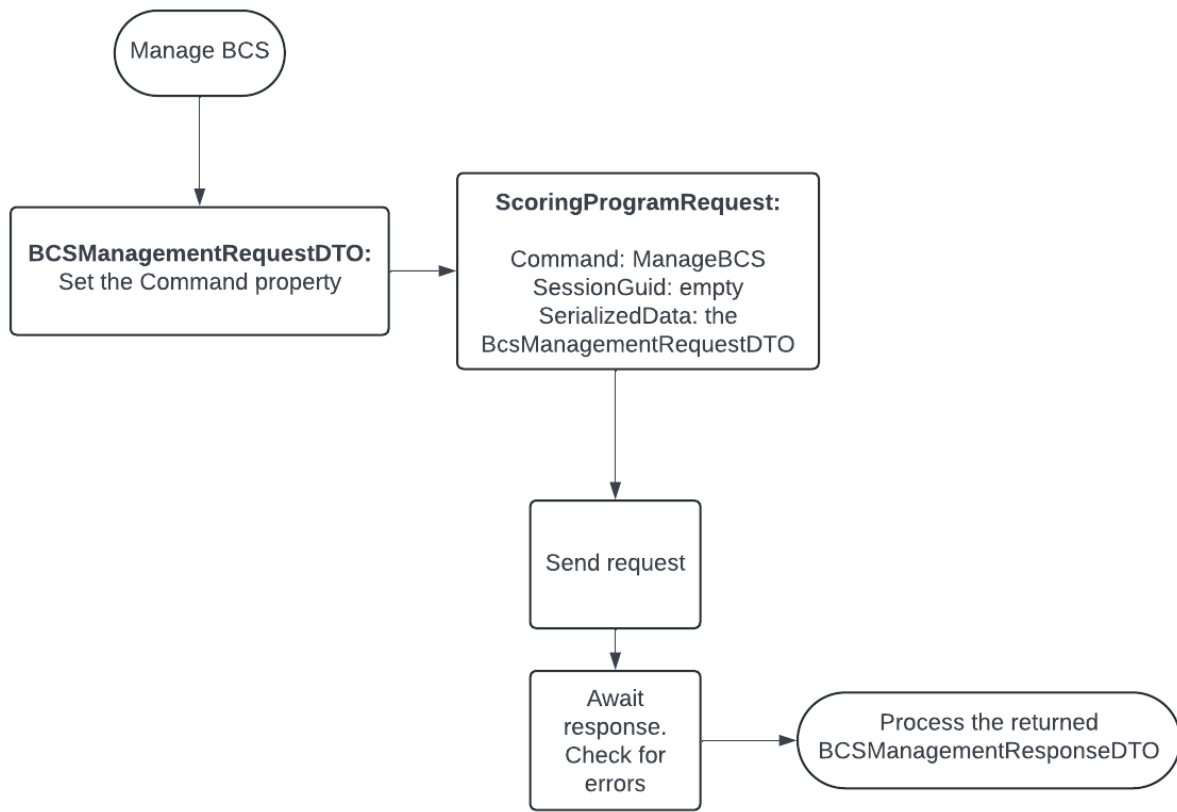 Manage BCS
BCSManagementRequestDTO:
Set the Command property
ScoringProgramRequest:
Command: ManageBCS
SessionGuid: empty
SerializedData: the
BcsManagementRequestDTO
Send request
Await
response.
Check for
errors
Process the returned
BCSManagementResponseDTO